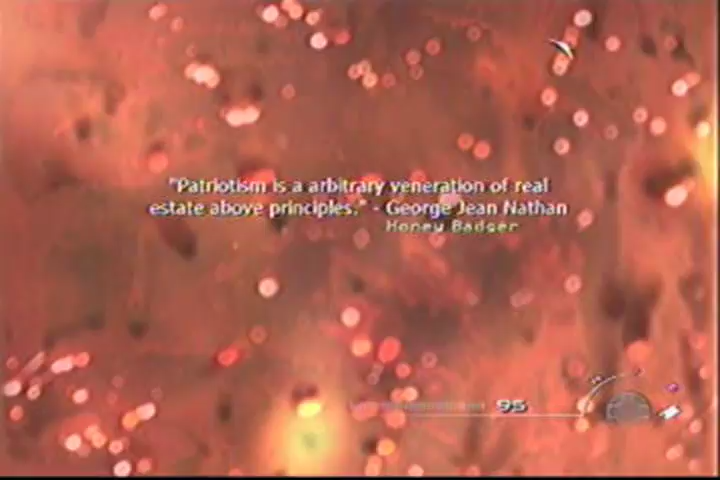 "Patriotism is a arbitrary veneration of real
estate above principles." - George Jean Nathan
Honey Badger
95